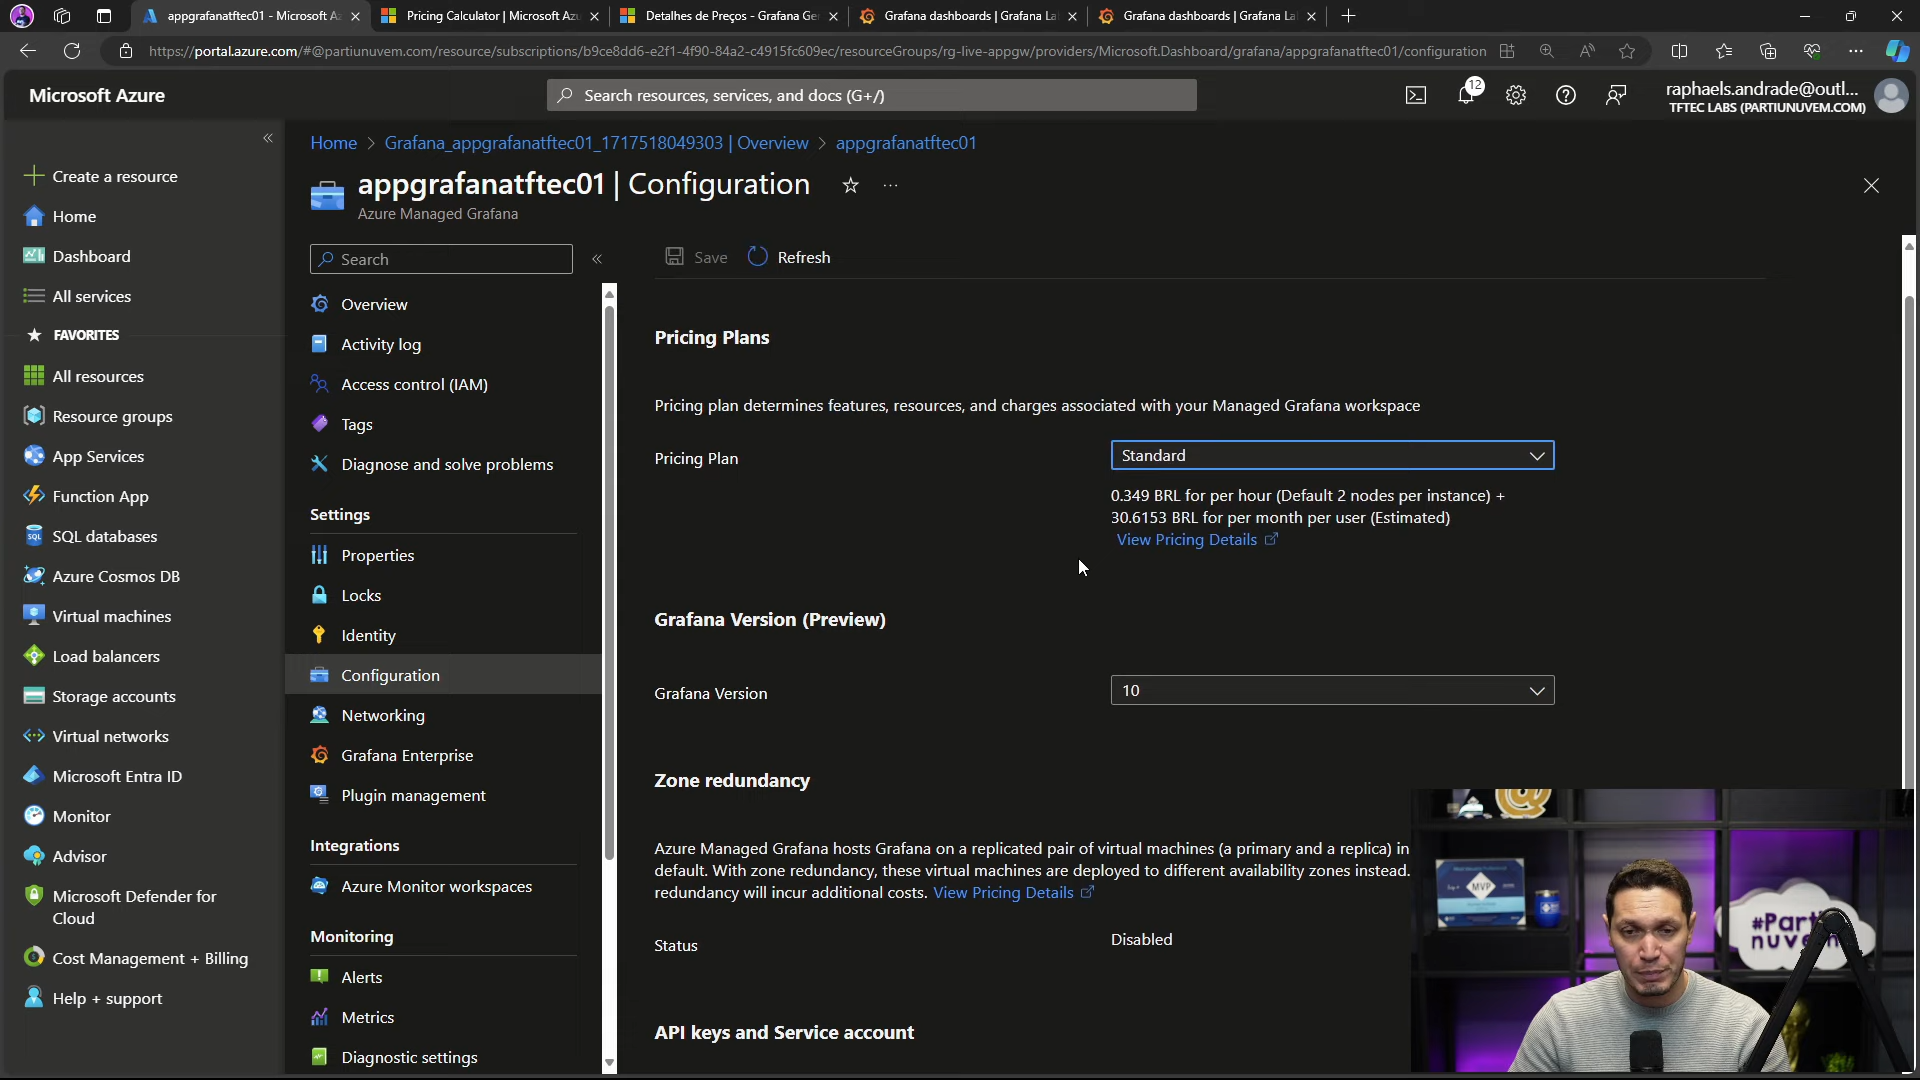 appgrafanatftec01 - Microsoft A
Pricing Calculator | Microsoft Azu
Detalhes de Preços - Grafana Ge
Grafana dashboards | Grafana La
Grafana dashboards | Grafana La
https://portal.azure.com/#@partiunuvem.com/resource/subscriptions/b9ce8dd6-e2f1-4f90-84a2-c4915fc609ec/resourceGroups/rg-live-appgw/providers/Microsoft.Dashboard/grafana/appgrafanatftec01/configuration
Microsoft Azure
Search resources, services, and docs (G+/)
12
raphaels.andrade@outl...
TFTEC LABS (PARTIUNUVEM.COM)
Home > Grafana_appgrafanatftec01_1717518049303 | Overview > appgrafanatftec01
appgrafanatftec01 | Configuration
Azure Managed Grafana
Create a resource
Home
Dashboard
All services
FAVORITES
All resources
Resource groups
App Services
Function App
SQL databases
Azure Cosmos DB
Virtual machines
Load balancers
Storage accounts
Virtual networks
Microsoft Entra ID
Monitor
Advisor
Microsoft Defender for
Cloud
Cost Management + Billing
Help + support
Search
Overview
Activity log
Access control (IAM)
Tags
Diagnose and solve problems
Settings
Properties
Locks
Identity
Configuration
Networking
Grafana Enterprise
Plugin management
Integrations
Azure Monitor workspaces
Monitoring
Alerts
Metrics
Diagnostic settings
Save
Refresh
Pricing Plans
Pricing plan determines features, resources, and charges associated with your Managed Grafana workspace
Pricing Plan
Standard
0.349 BRL for per hour (Default 2 nodes per instance) +
30.6153 BRL for per month per user (Estimated)
View Pricing Details
Grafana Version (Preview)
Grafana Version
10
Zone redundancy
Azure Managed Grafana hosts Grafana on a replicated pair of virtual machines (a primary and a replica) in
default. With zone redundancy, these virtual machines are deployed to different availability zones instead.
redundancy will incur additional costs. View Pricing Details
Status
Disabled
API keys and Service account
MVP
#Parti
nuvem